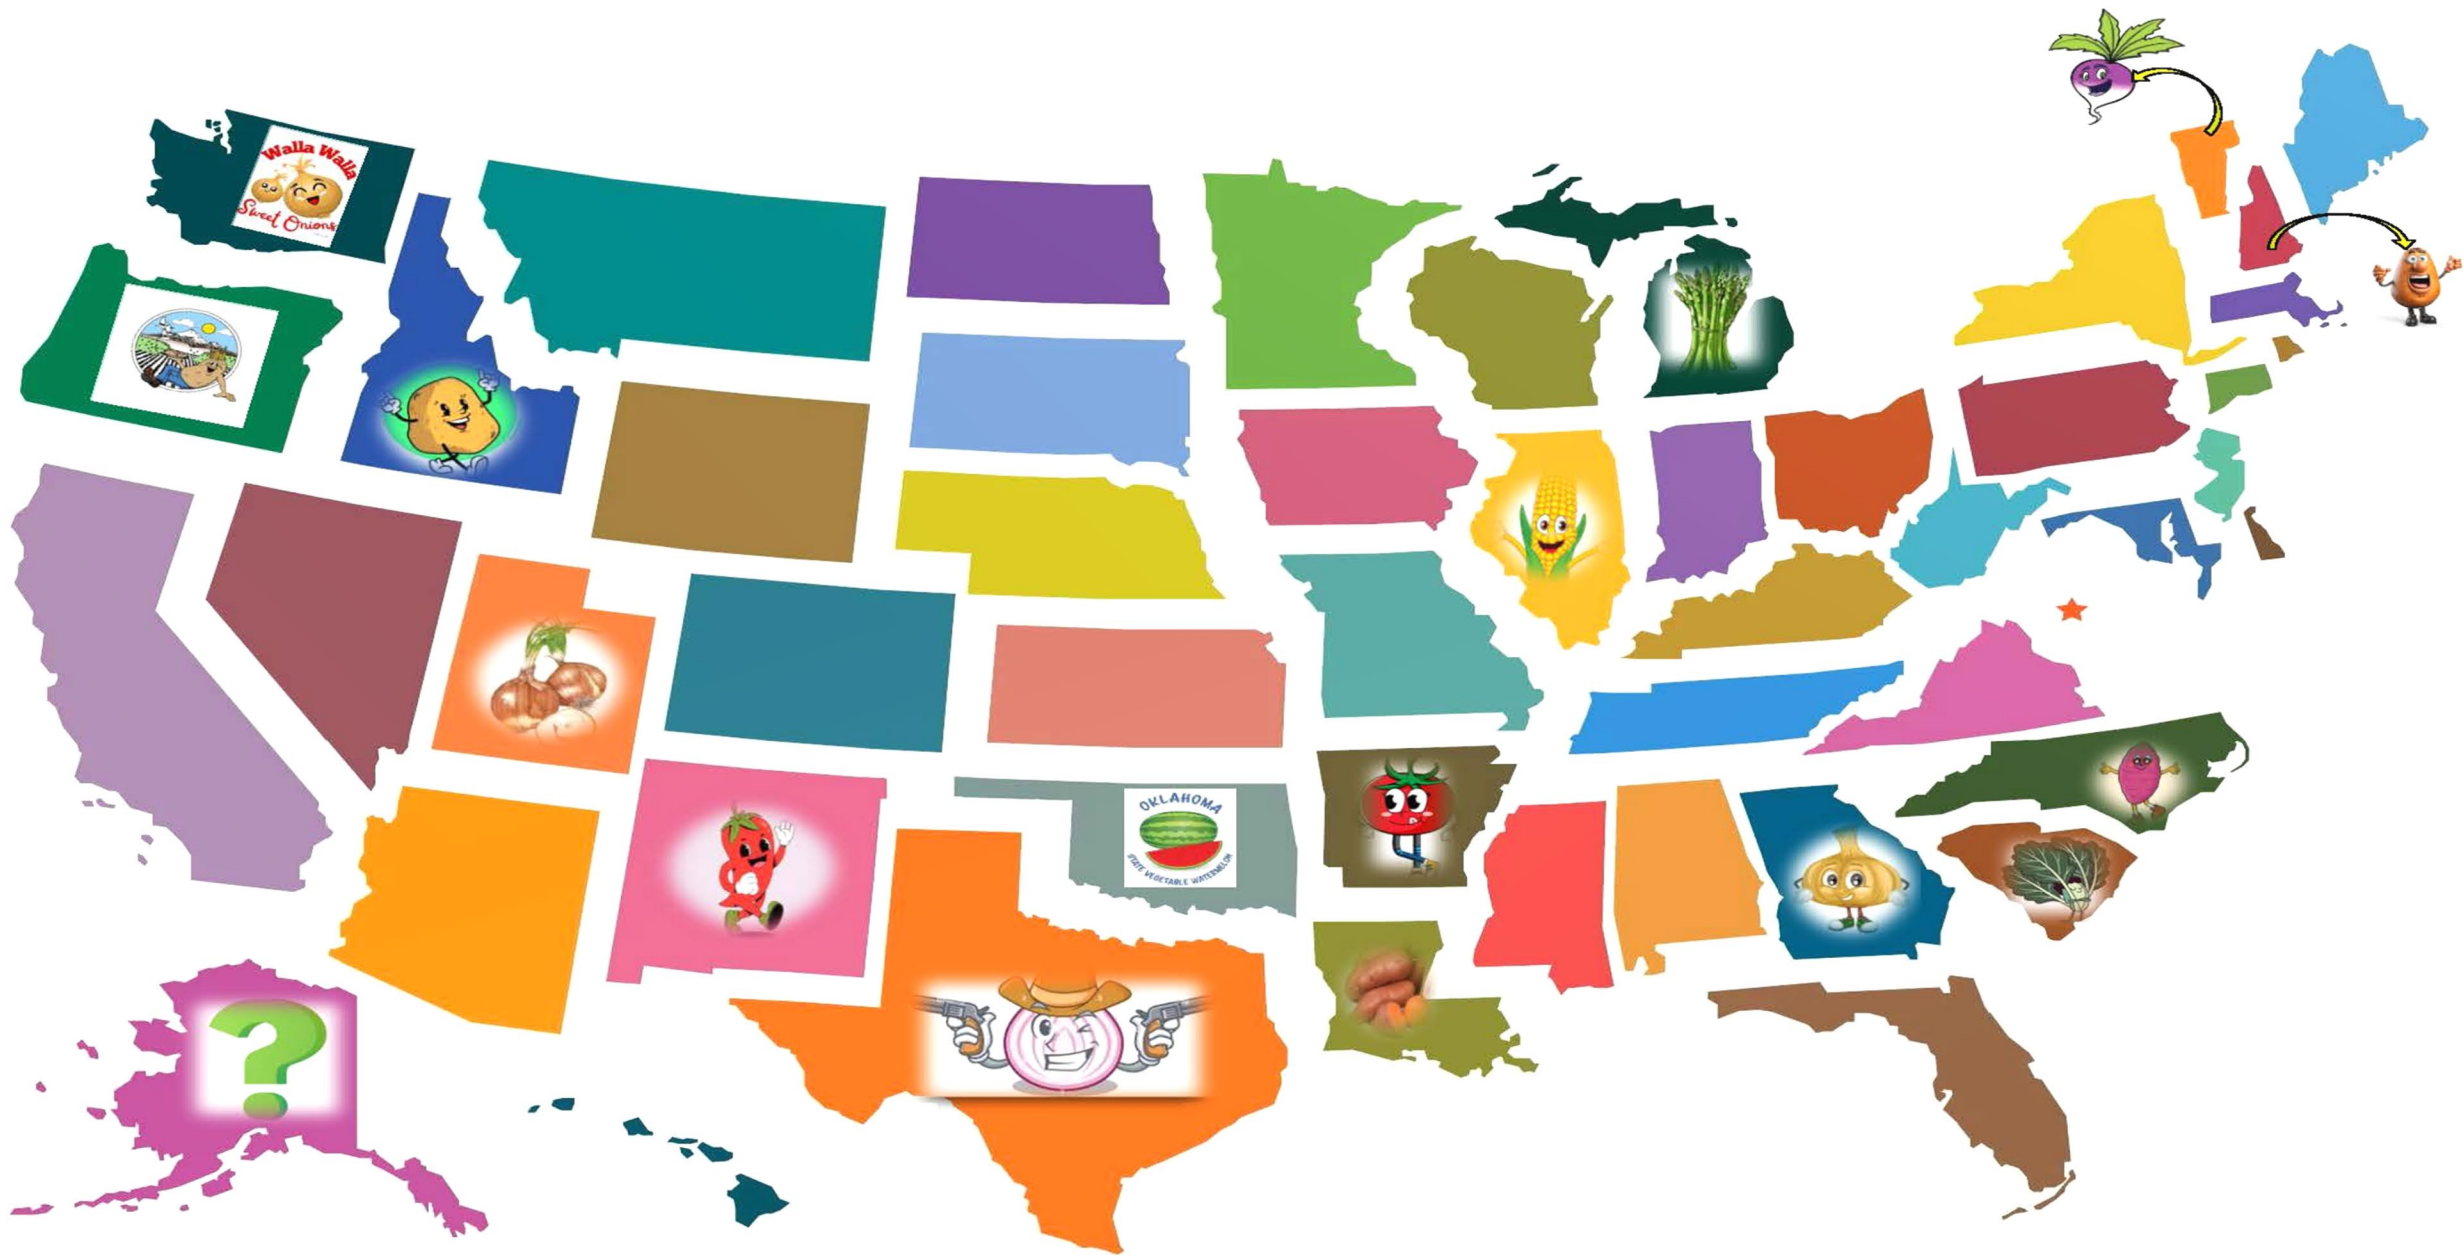 Walla Walla
Sweet Onions
OKLAHOMA
STATE VEGETABLE WATERMELON
?